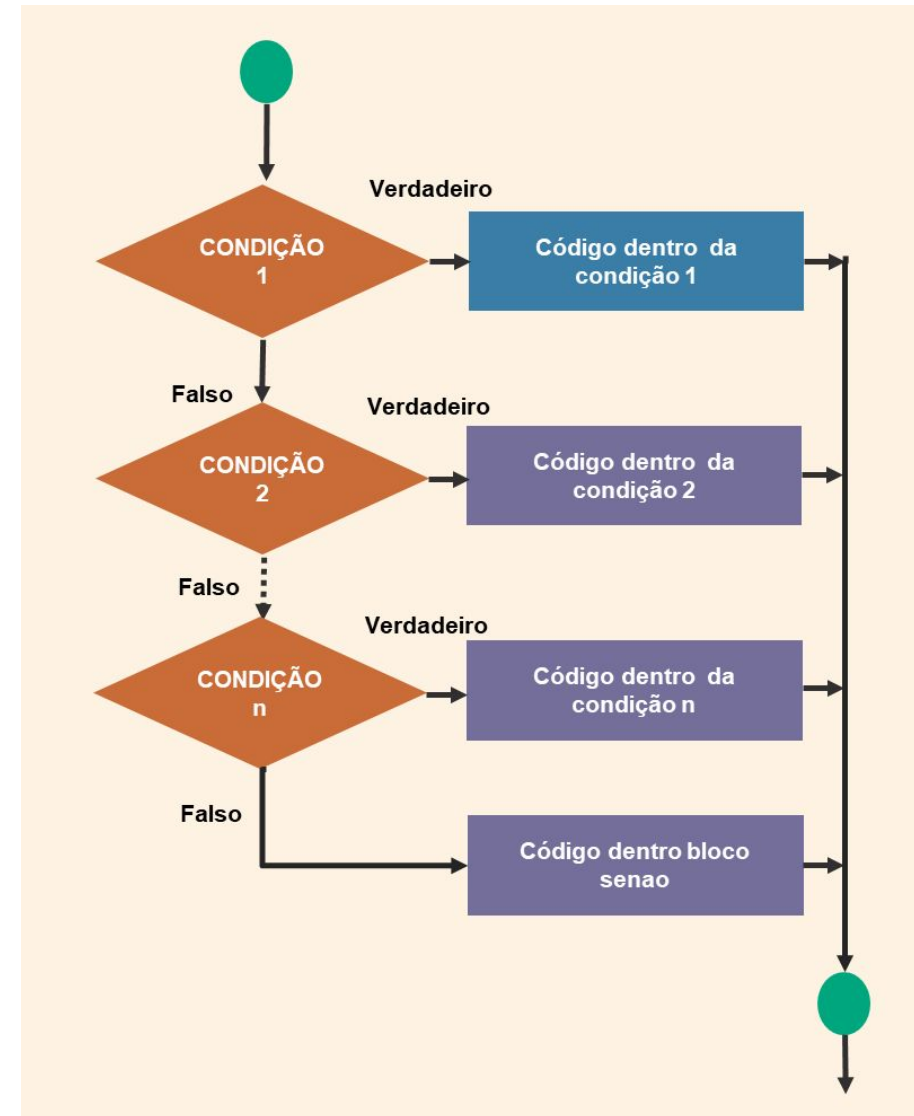 Verdadeiro
CONDIÇÃO
1
Código dentro da
condição 1
Falso
Verdadeiro
CONDIÇÃO
2
Código dentro da
condição 2
Falso
Verdadeiro
CONDIÇÃO
n
Código dentro da
condição n
Falso
Código dentro bloco
senao